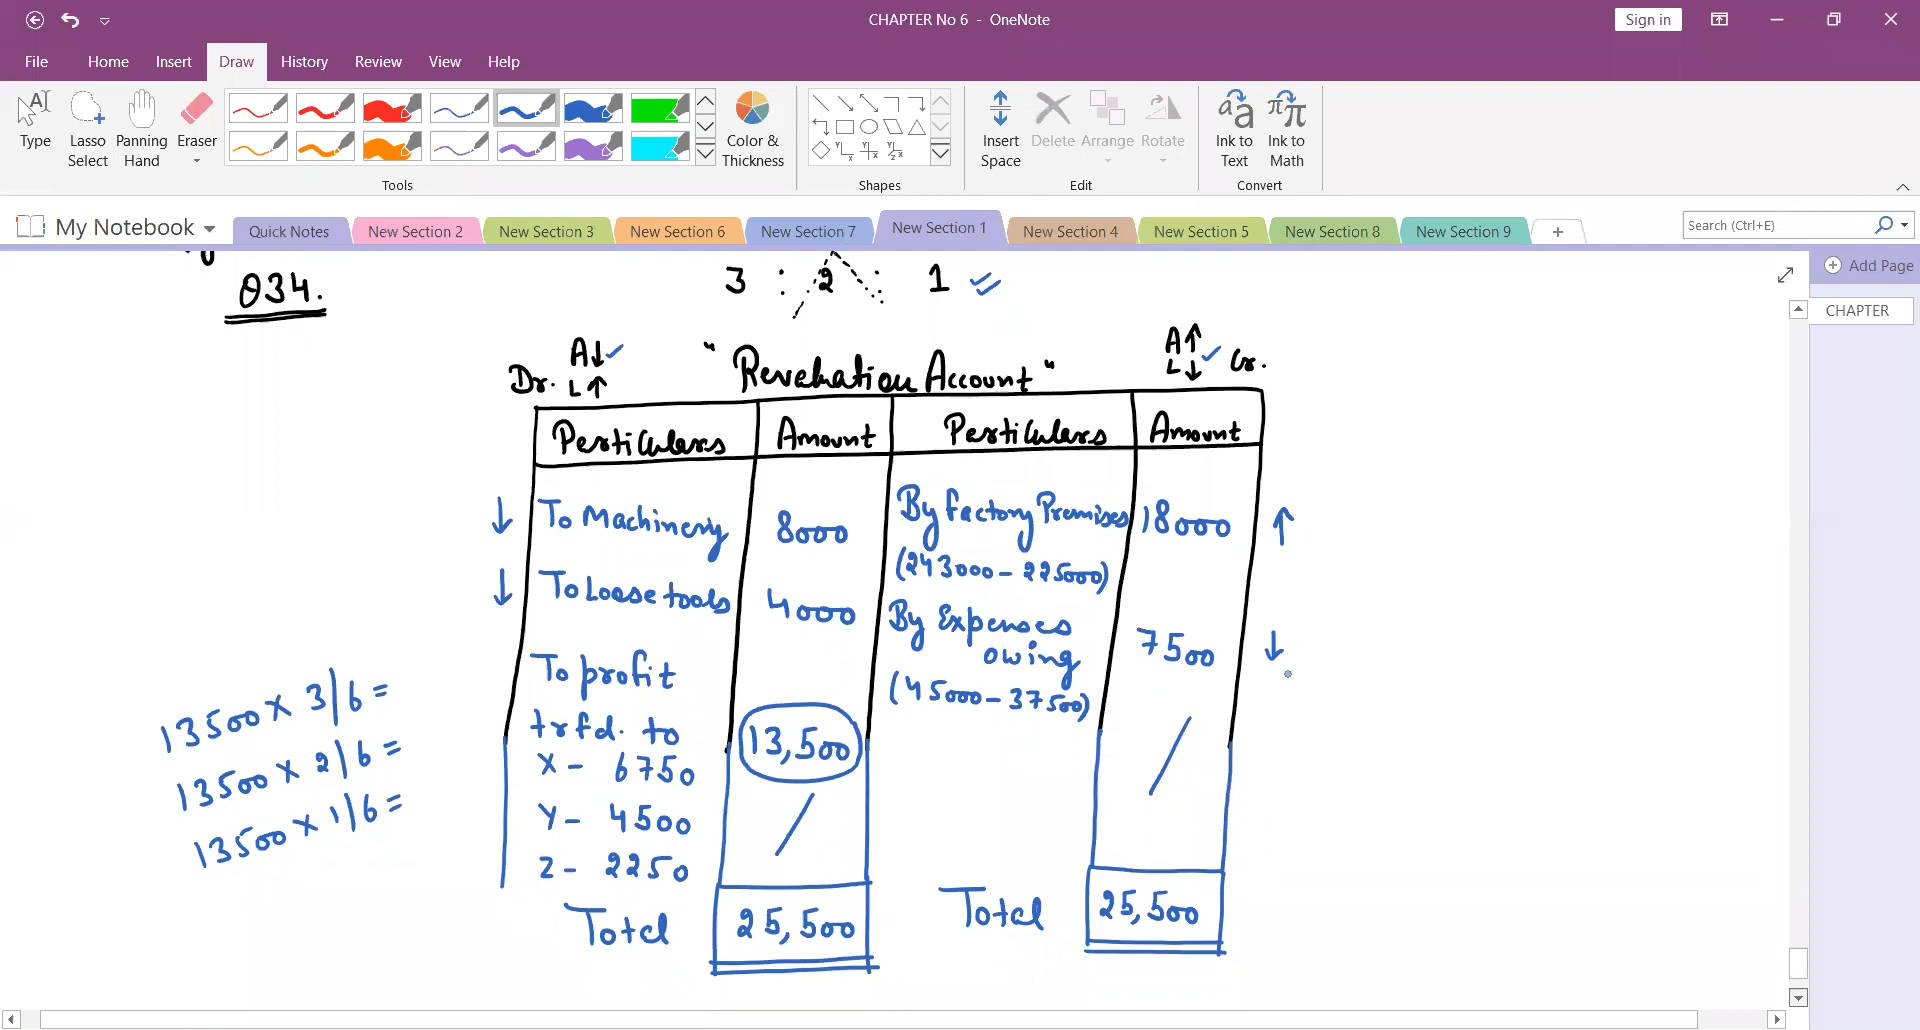 CHAPTER No 6 - OneNote
Sign in
File Home Insert Draw History Review View Help
Type
Lasso Select
Panning Hand
Eraser
Color & Thickness
Insert Space
Delete
Arrange
Rotate
Ink to Text
Ink to Math
Tools
Shapes
Edit
Convert
My Notebook
Quick Notes
New Section 2
New Section 3
New Section 6
New Section 7
New Section 1
New Section 4
New Section 5
New Section 8
New Section 9
Search (Ctrl+E)
Add Page
CHAPTER
Q34.
3 : 2 : 1
A↓
L↑
Dr.
"Revaluation Account"
A↑
L↓
Cr.
Particulars Amount Particulars Amount
↓ To Machinery 8000 By Factory Premises 18000 ↑
(243000-225000)
↓ To Loose tools 4000 By Expenses owing 7500 ↓
(45000-37500)
To profit
trfd. to 13,500
X - 6750
Y - 4500
Z - 2250
Total 25,500 Total 25,500
13500 x 3/6 =
13500 x 2/6 =
13500 x 1/6 =